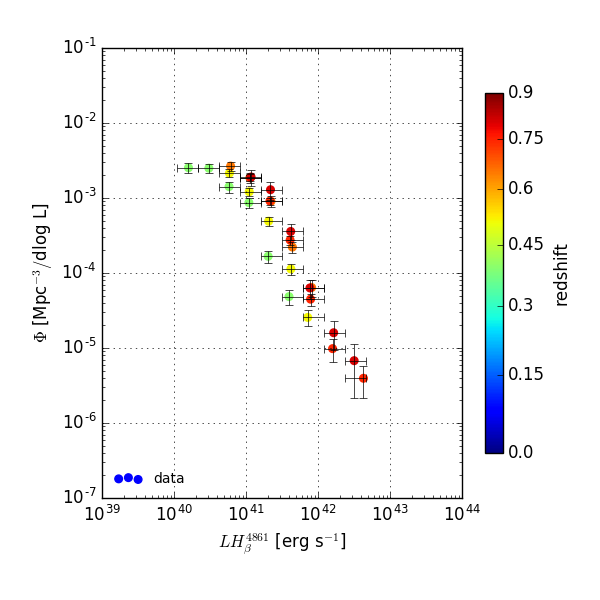 10⁻¹
10⁻²
10⁻³
10⁻⁴
10⁻⁵
10⁻⁶
10⁻⁷
Φ [Mpc⁻³/dlog L]
data
10³⁹ 10⁴⁰ 10⁴¹ 10⁴² 10⁴³ 10⁴⁴
LH_β^4861 [erg s⁻¹]
0.9
0.75
0.6
0.45
0.3
0.15
0.0
redshift